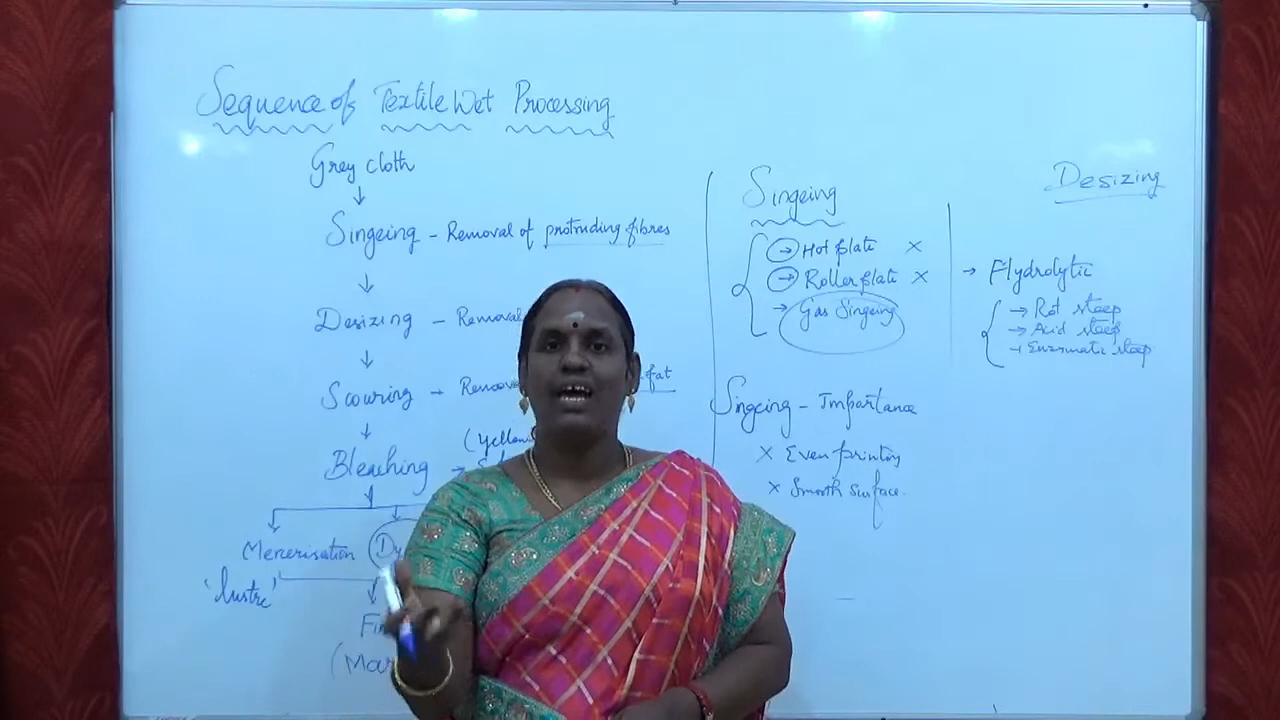 Sequence of Textile Wet Processing
Grey cloth
↓
Singeing - Removal of protruding fibres
↓
Desizing - Removal
↓
Scouring → fat
↓
Bleaching →
(Yellow
Mercerisation
'lustre'
Singeing
→ Hot plate ×
→ Roller plate ×
→ Gas Singeing
Singeing - Importance
× Even printing
× Smooth surface.
Desizing
→ Hydrolytic
→ Rot steep
→ Acid steep
→ Enzymatic steep